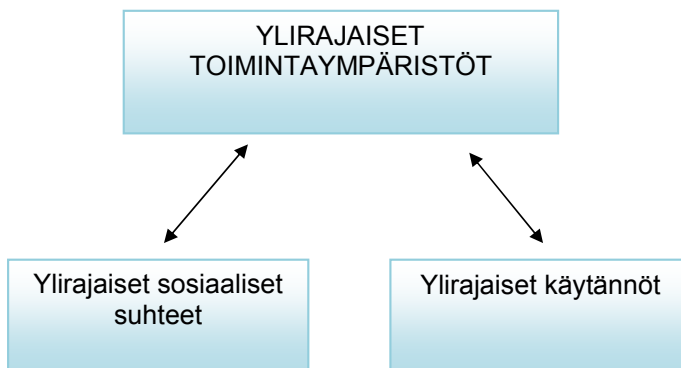 YLIRAJAISET
TOIMINTAYMPÄRISTÖT
Ylirajaiset sosiaaliset
suhteet
Ylirajaiset käytännöt